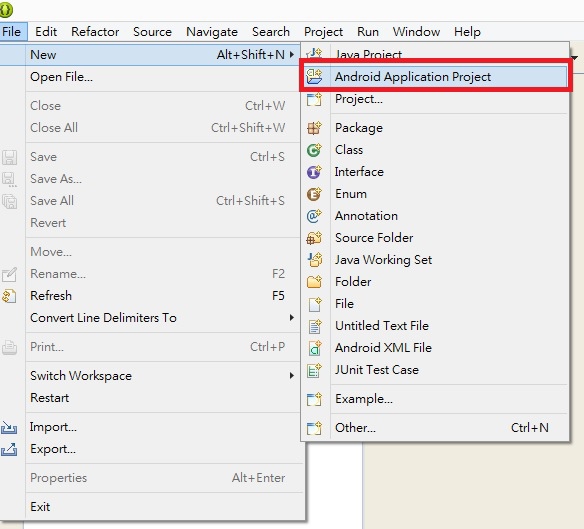 File Edit Refactor Source Navigate Search Project Run Window Help
New Alt+Shift+N
Open File...
Close Ctrl+W
Close All Ctrl+Shift+W
Save Ctrl+S
Save As...
Save All Ctrl+Shift+S
Revert
Move...
Rename... F2
Refresh F5
Convert Line Delimiters To
Print... Ctrl+P
Switch Workspace
Restart
Import...
Export...
Properties Alt+Enter
Exit
Java Project
Android Application Project
Project...
Package
Class
Interface
Enum
Annotation
Source Folder
Java Working Set
Folder
File
Untitled Text File
Android XML File
JUnit Test Case
Example...
Other... Ctrl+N